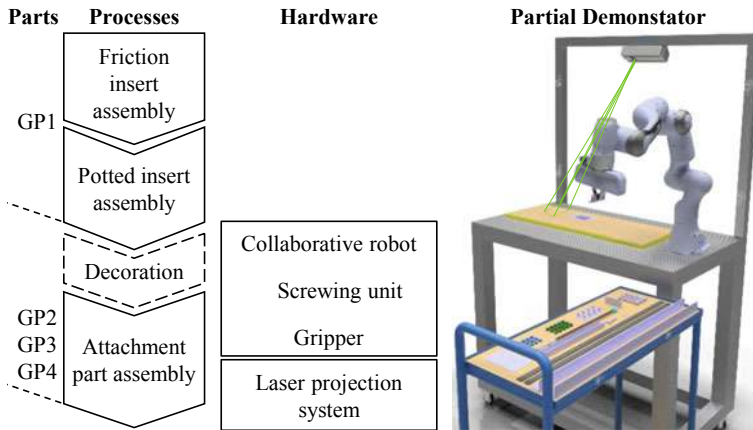 Parts
Processes
Hardware
Partial Demonstator
Friction
insert
assembly
GP1
Potted insert
assembly
Decoration
GP2
GP3
GP4
Attachment
part assembly
Collaborative robot
Screwing unit
Gripper
Laser projection
system